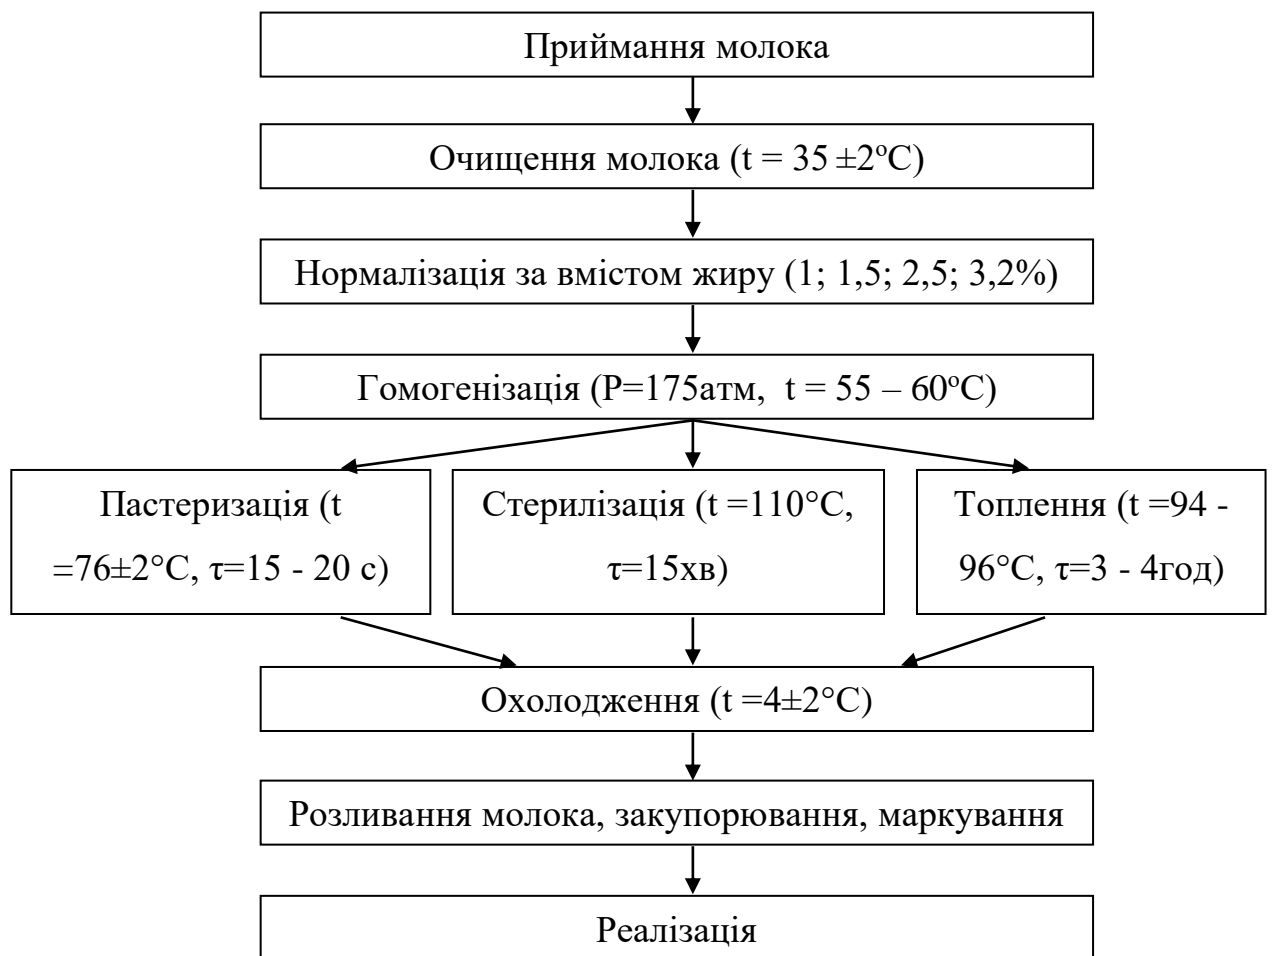 Приймання молока
Очищення молока (t = 35 ±2ºС)
Нормалізація за вмістом жиру (1; 1,5; 2,5; 3,2%)
Гомогенізація (Р=175атм, t = 55 – 60ºС)
Пастеризація (t
=76±2°С, τ=15 - 20 с)
Стерилізація (t =110°С,
τ=15хв)
Топлення (t =94 -
96°С, τ=3 - 4год)
Охолодження (t =4±2°С)
Розливання молока, закупорювання, маркування
Реалізація